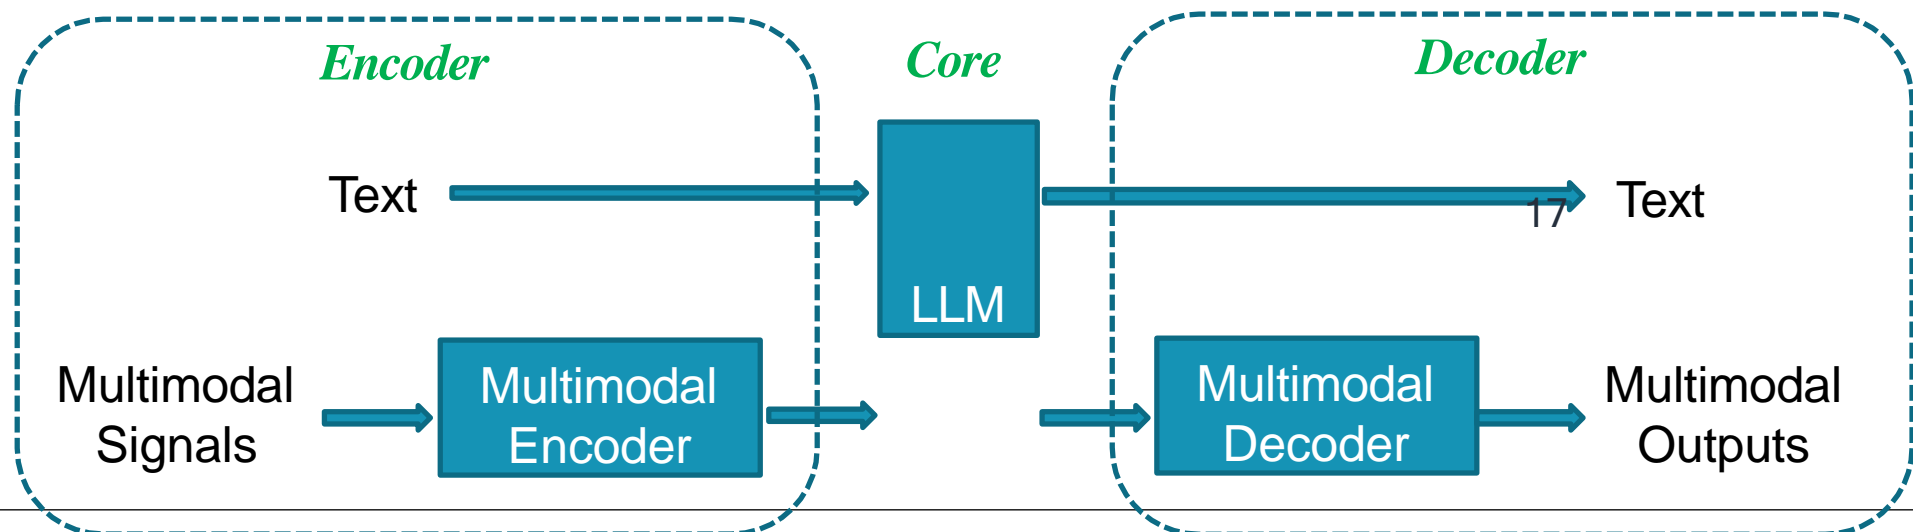 Encoder
Core
Decoder
Text
17
Text
LLM
Multimodal
Signals
Multimodal
Encoder
Multimodal
Decoder
Multimodal
Outputs